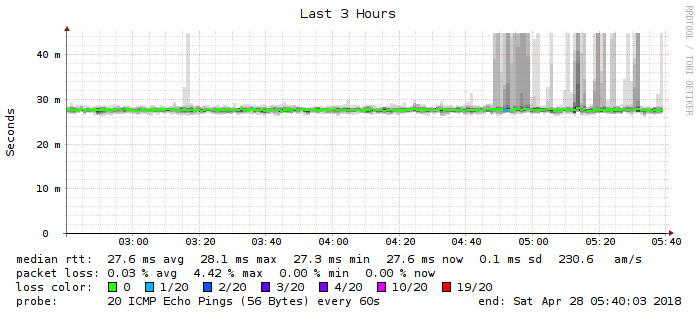 Last 3 Hours
RRDTOOL / TOBI OETIKER
Seconds
40 m
30 m
20 m
10 m
0
03:00 03:20 03:40 04:00 04:20 04:40 05:00 05:20 05:40
median rtt: 27.6 ms avg 28.1 ms max 27.3 ms min 27.6 ms now 0.1 ms sd 230.6 am/s
packet loss: 0.03 % avg 4.42 % max 0.00 % min 0.00 % now
loss color: 0 1/20 2/20 3/20 4/20 10/20 19/20
probe: 20 ICMP Echo Pings (56 Bytes) every 60s end: Sat Apr 28 05:40:03 2018